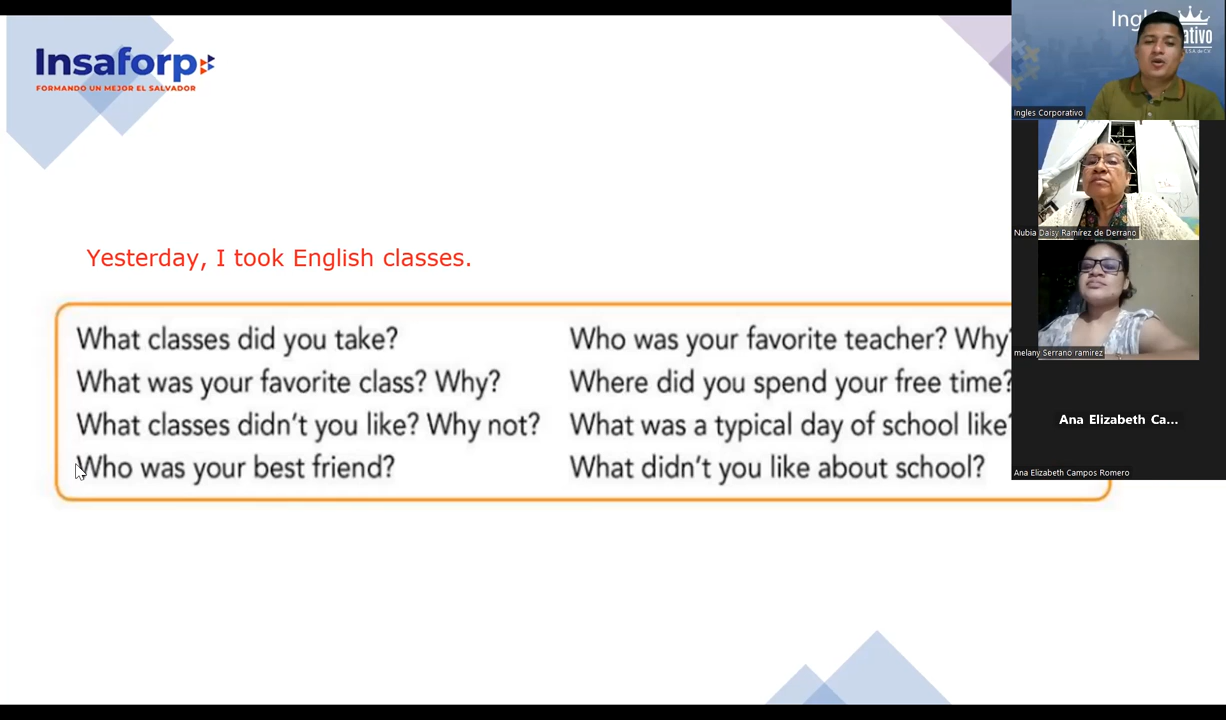 Insaforp
FORMANDO UN MEJOR EL SALVADOR
Yesterday, I took English classes.
What classes did you take?
What was your favorite class? Why?
What classes didn't you like? Why not?
Who was your best friend?
Who was your favorite teacher? Why?
Where did you spend your free time?
What was a typical day of school like?
What didn't you like about school?
Ingles Corporativo
Nubia Daisy Ramírez de Derrano
melany Serrano ramirez
Ana Elizabeth Ca...
Ana Elizabeth Campos Romero